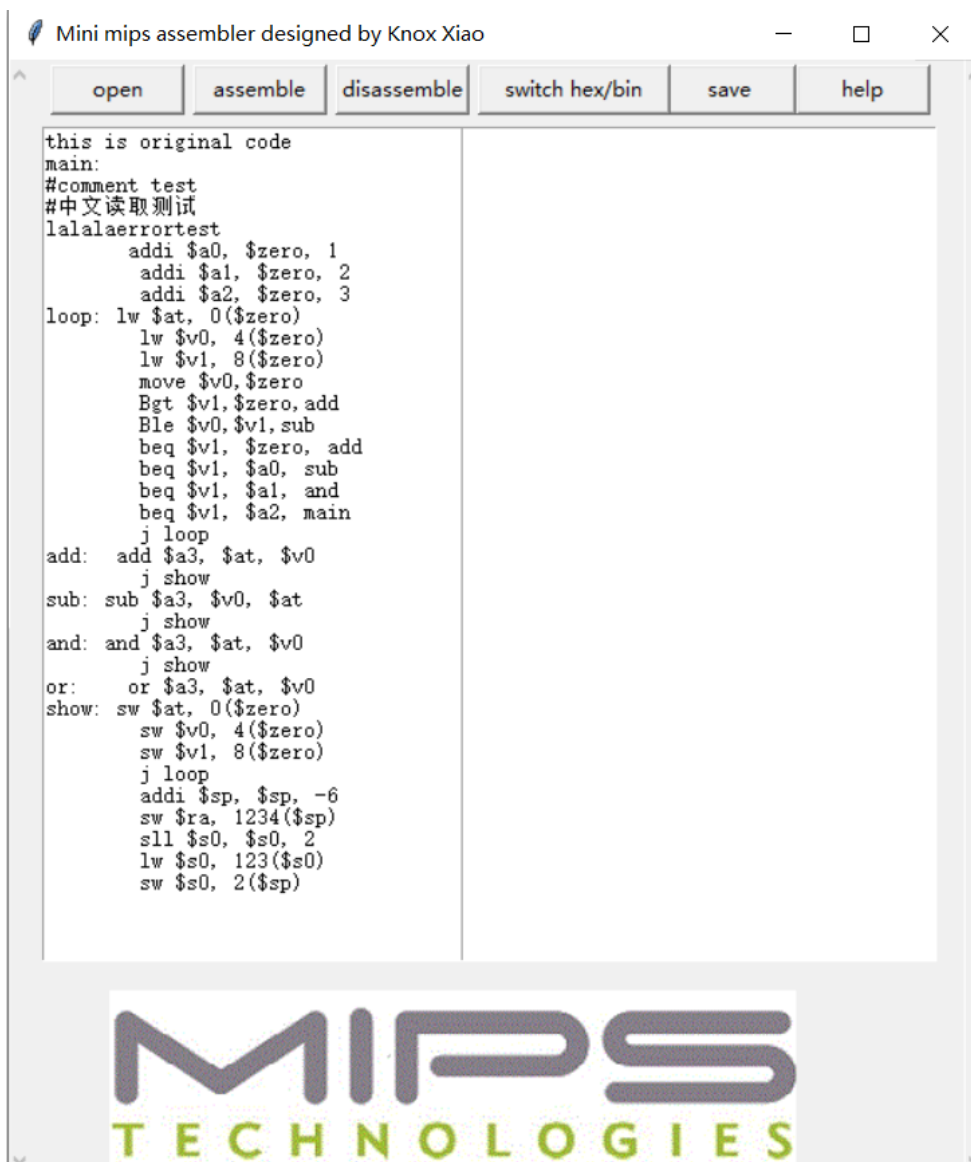 Mini mips assembler designed by Knox Xiao
open assemble disassemble switch hex/bin save help
this is original code
main:
#comment test
#中文读取测试
lalalaerrortest
addi $a0, $zero, 1
addi $a1, $zero, 2
addi $a2, $zero, 3
loop: lw $at, 0($zero)
lw $v0, 4($zero)
lw $v1, 8($zero)
move $v0,$zero
Bgt $v1,$zero,add
Ble $v0,$v1,sub
beq $v1, $zero, add
beq $v1, $a0, sub
beq $v1, $a1, and
beq $v1, $a2, main
j loop
add: add $a3, $at, $v0
j show
sub: sub $a3, $v0, $at
j show
and: and $a3, $at, $v0
j show
or: or $a3, $at, $v0
show: sw $at, 0($zero)
sw $v0, 4($zero)
sw $v1, 8($zero)
j loop
addi $sp, $sp, -6
sw $ra, 1234($sp)
sll $s0, $s0, 2
lw $s0, 123($s0)
sw $s0, 2($sp)
MIPS
TECHNOLOGIES